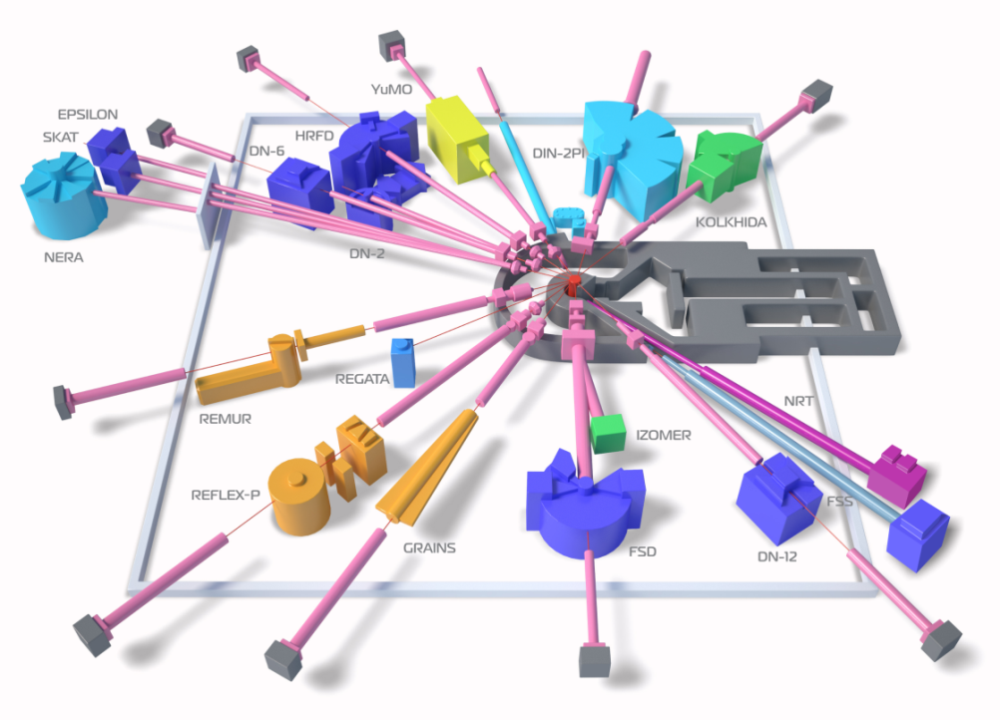 YuMO
EPSILON
SKAT
HRFD
DN-6
DIN-2PI
KOLKHIDA
NERA
DN-2
REGATA
NRT
REMUR
IZOMER
REFLEX-P
FSS
GRAINS
FSD
DN-12